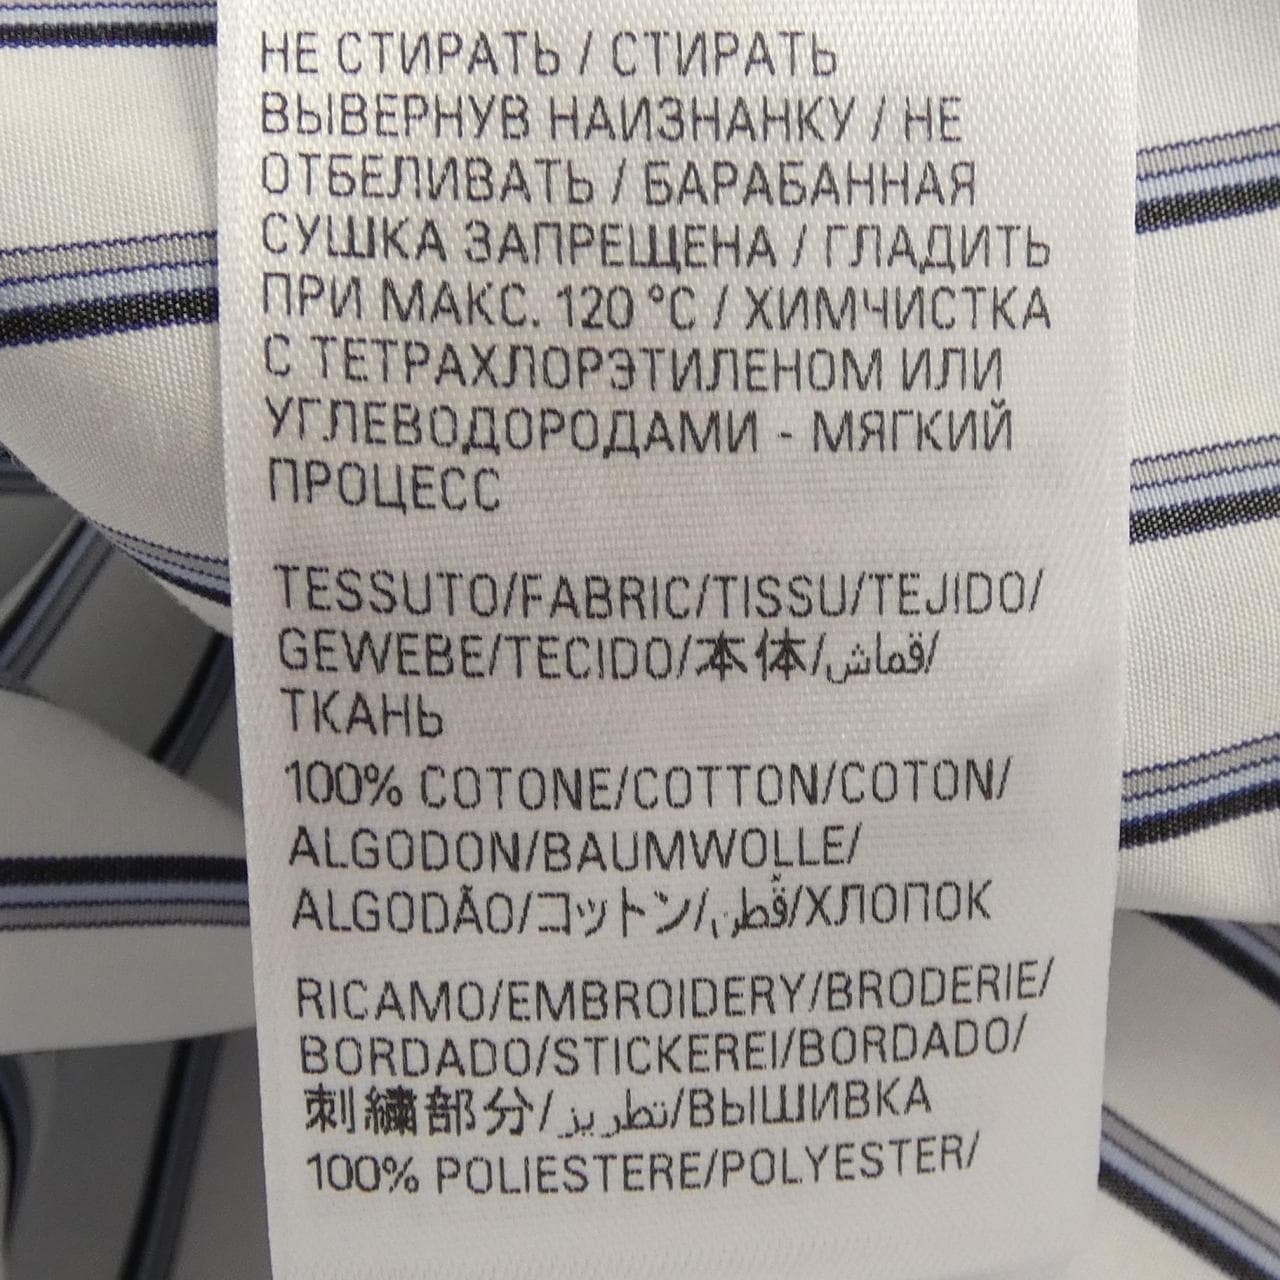 НЕ СТИРАТЬ / СТИРАТЬ
ВЫВЕРНУВ НАИЗНАНКУ / НЕ
ОТБЕЛИВАТЬ / БАРАБАННАЯ
СУШКА ЗАПРЕЩЕНА / ГЛАДИТЬ
ПРИ МАКС. 120 °C / ХИМЧИСТКА
С ТЕТРАХЛОРЭТИЛЕНОМ ИЛИ
УГЛЕВОДОРОДАМИ - МЯГКИЙ
ПРОЦЕСС
TESSUTO/FABRIC/TISSU/TEJIDO/
GEWEBE/TECIDO/本体/قماش/
ТКАНЬ
100% COTONE/COTTON/COTON/
ALGODON/BAUMWOLLE/
ALGODÃO/コットン/قطن/ХЛОПОК
RICAMO/EMBROIDERY/BRODERIE/
BORDADO/STICKEREI/BORDADO/
刺繍部分/تطريز/ВЫШИВКА
100% POLIESTERE/POLYESTER/